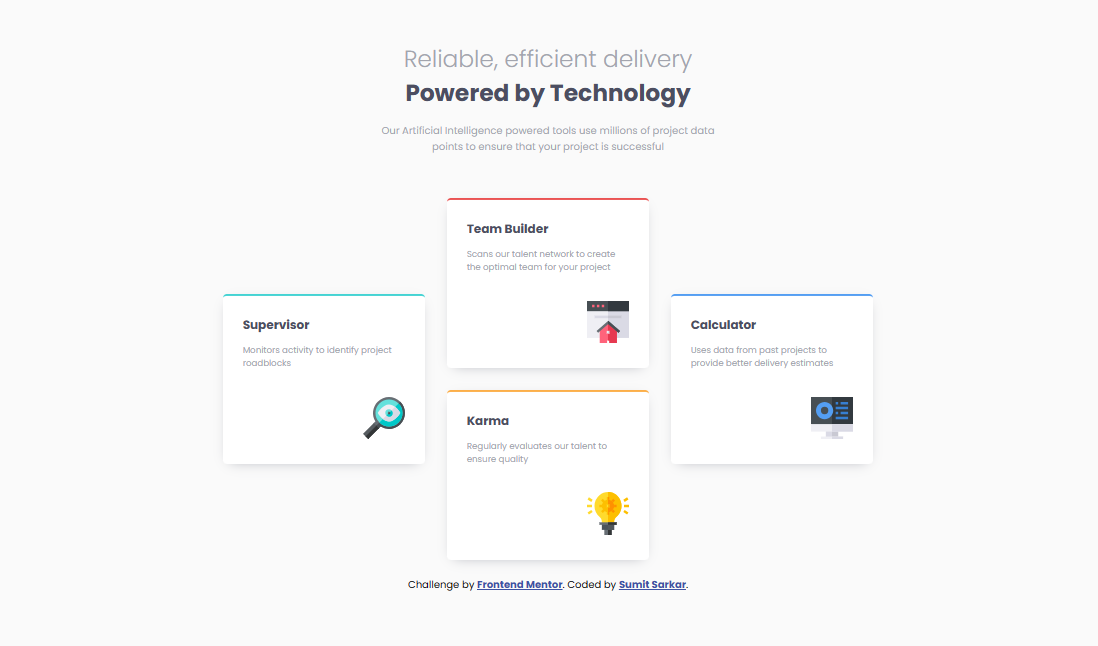 Reliable, efficient delivery
Powered by Technology
Our Artificial Intelligence powered tools use millions of project data
points to ensure that your project is successful
Team Builder
Scans our talent network to create
the optimal team for your project
Supervisor
Monitors activity to identify project
roadblocks
Calculator
Uses data from past projects to
provide better delivery estimates
Karma
Regularly evaluates our talent to
ensure quality
Challenge by Frontend Mentor. Coded by Sumit Sarkar.